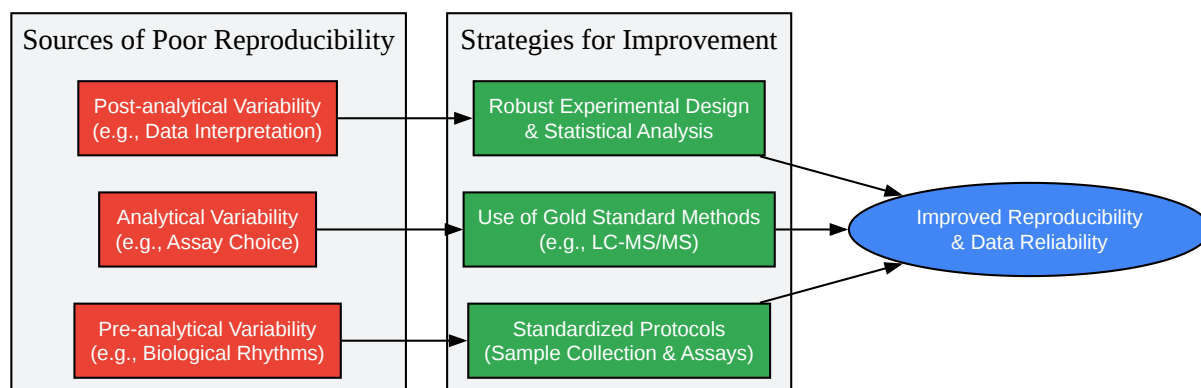 Sources of Poor Reproducibility
Post-analytical Variability
(e.g., Data Interpretation)
Analytical Variability
(e.g., Assay Choice)
Pre-analytical Variability
(e.g., Biological Rhythms)
Strategies for Improvement
Robust Experimental Design
& Statistical Analysis
Use of Gold Standard Methods
(e.g., LC-MS/MS)
Standardized Protocols
(Sample Collection & Assays)
Improved Reproducibility
& Data Reliability